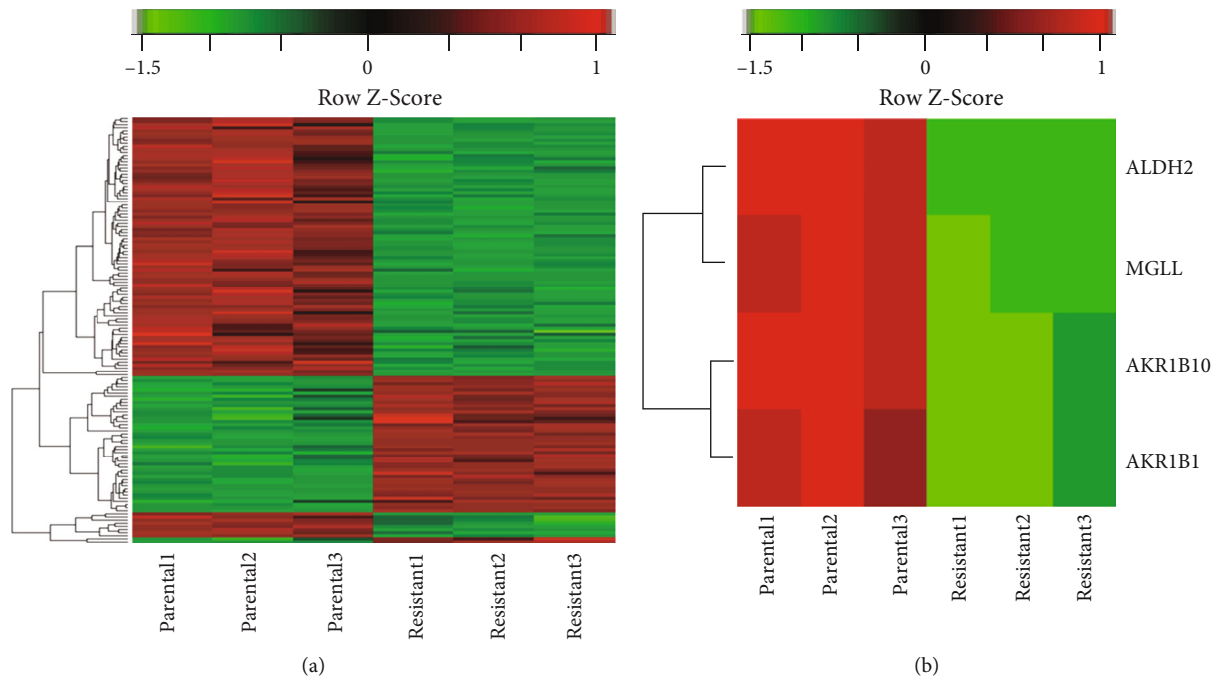 –1.5 0 1
Row Z-Score
Parental1
Parental2
Parental3
Resistant1
Resistant2
Resistant3
(a)
–1.5 0 1
Row Z-Score
ALDH2
MGLL
AKR1B10
AKR1B1
Parental1
Parental2
Parental3
Resistant1
Resistant2
Resistant3
(b)